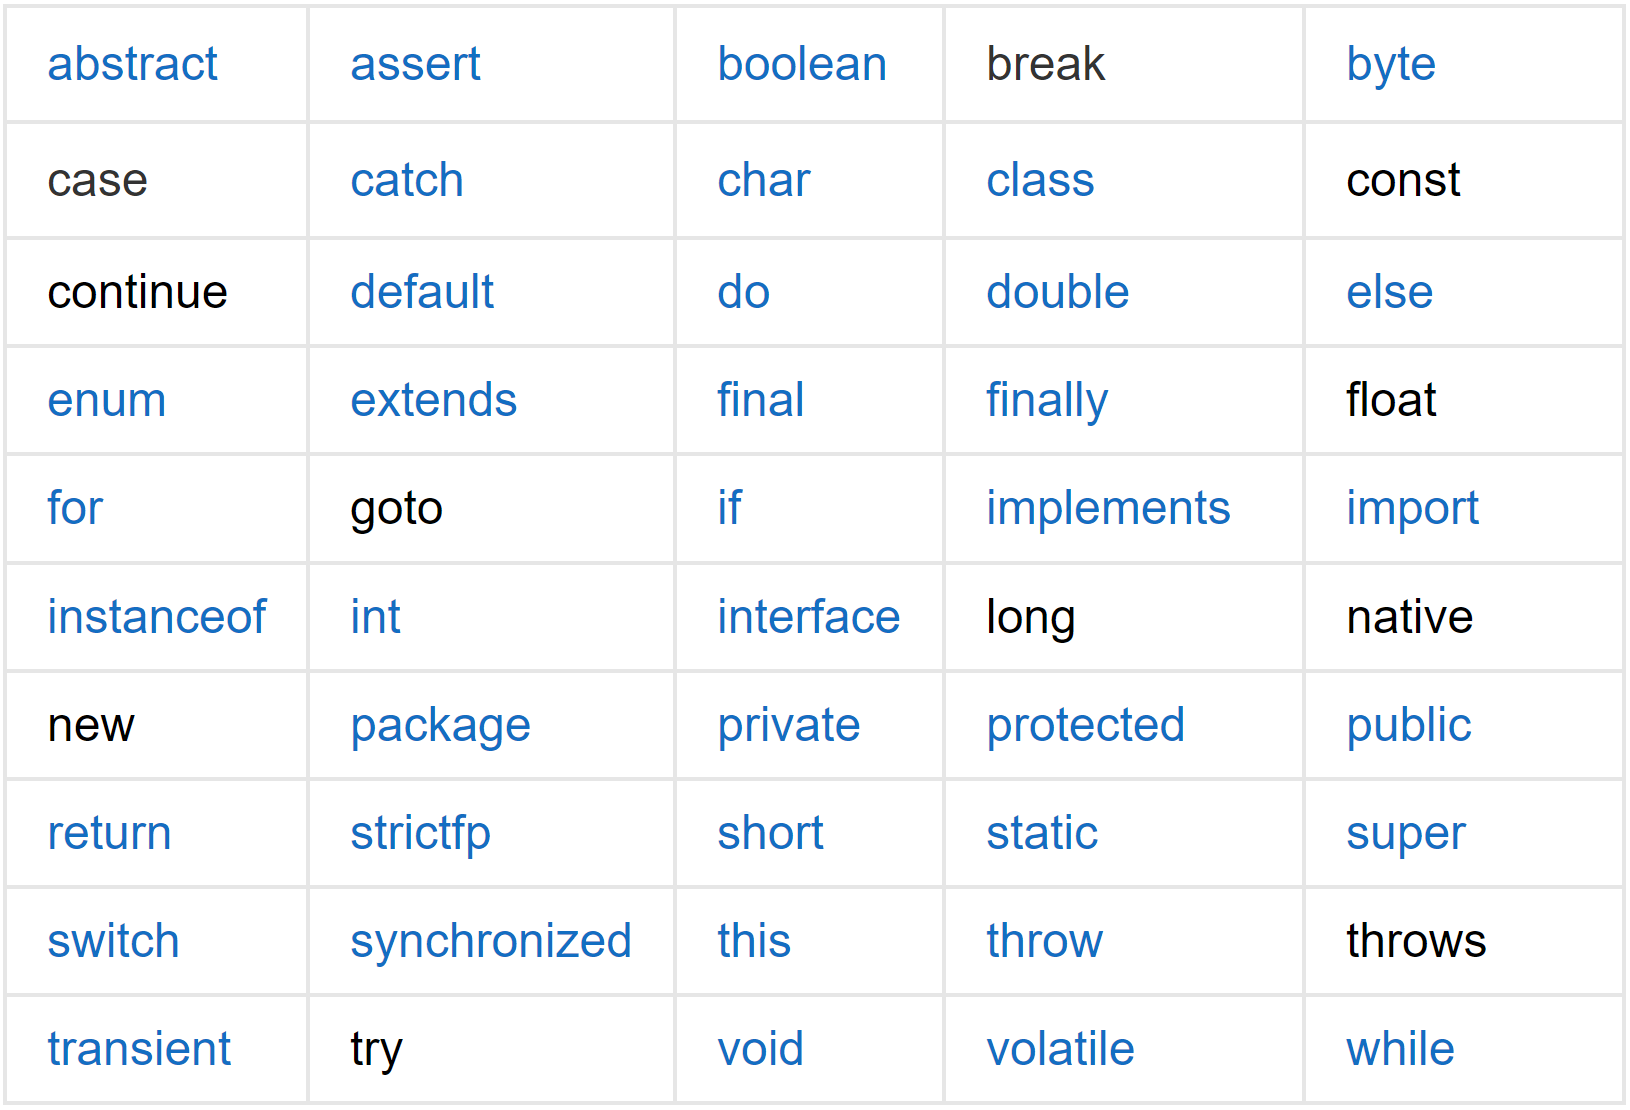 abstract assert boolean break byte
case catch char class const
continue default do double else
enum extends final finally float
for goto if implements import
instanceof int interface long native
new package private protected public
return strictfp short static super
switch synchronized this throw throws
transient try void volatile while